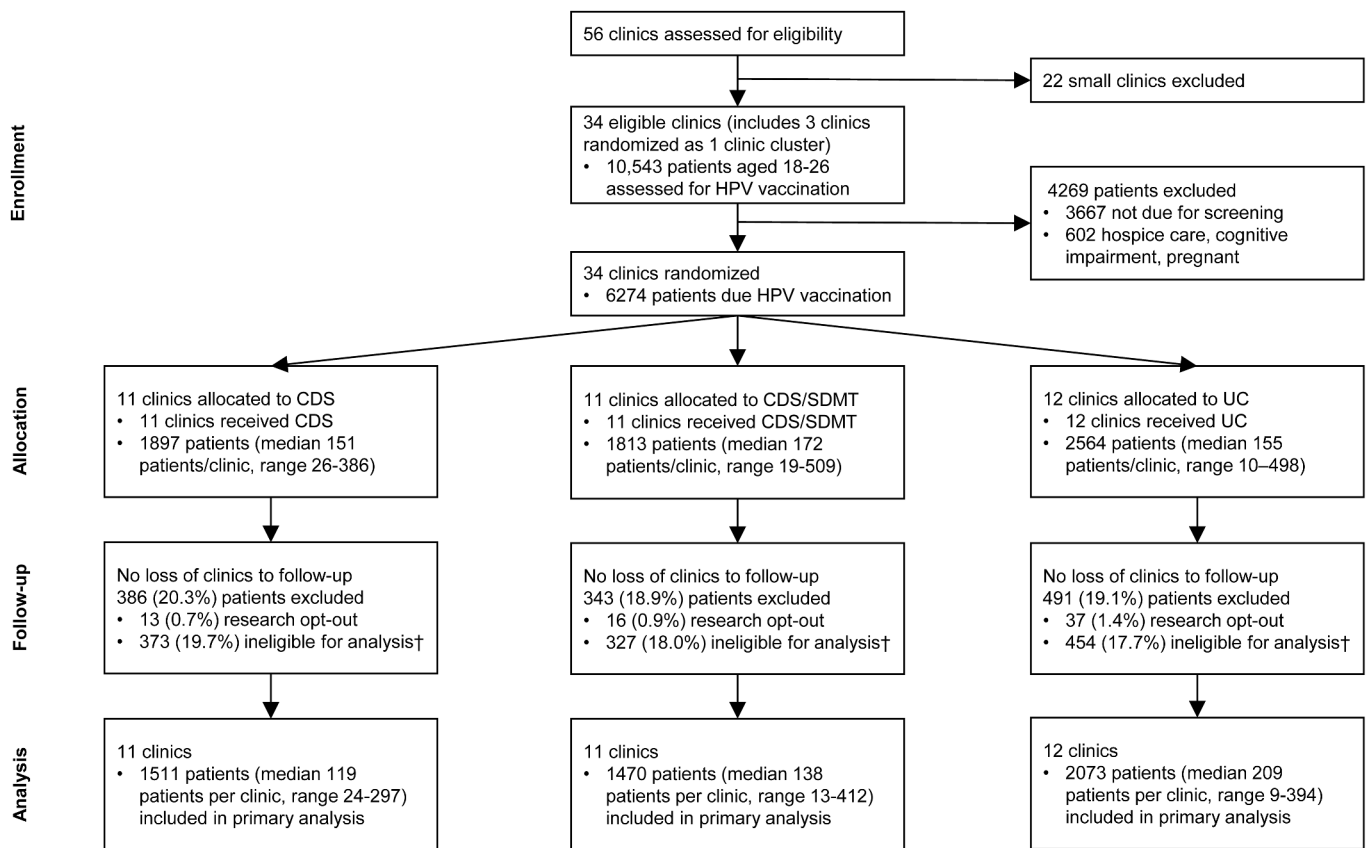 56 clinics assessed for eligibility
22 small clinics excluded
Enrollment
34 eligible clinics (includes 3 clinics
randomized as 1 clinic cluster)
• 10,543 patients aged 18-26
assessed for HPV vaccination
4269 patients excluded
• 3667 not due for screening
• 602 hospice care, cognitive
impairment, pregnant
34 clinics randomized
• 6274 patients due HPV vaccination
Allocation
11 clinics allocated to CDS
• 11 clinics received CDS
• 1897 patients (median 151
patients/clinic, range 26-386)
11 clinics allocated to CDS/SDMT
• 11 clinics received CDS/SDMT
• 1813 patients (median 172
patients/clinic, range 19-509)
12 clinics allocated to UC
• 12 clinics received UC
• 2564 patients (median 155
patients/clinic, range 10–498)
Follow-up
No loss of clinics to follow-up
386 (20.3%) patients excluded
• 13 (0.7%) research opt-out
• 373 (19.7%) ineligible for analysis†
No loss of clinics to follow-up
343 (18.9%) patients excluded
• 16 (0.9%) research opt-out
• 327 (18.0%) ineligible for analysis†
No loss of clinics to follow-up
491 (19.1%) patients excluded
• 37 (1.4%) research opt-out
• 454 (17.7%) ineligible for analysis†
Analysis
11 clinics
• 1511 patients (median 119
patients per clinic, range 24-297)
included in primary analysis
11 clinics
• 1470 patients (median 138
patients per clinic, range 13-412)
included in primary analysis
12 clinics
• 2073 patients (median 209
patients per clinic, range 9-394)
included in primary analysis